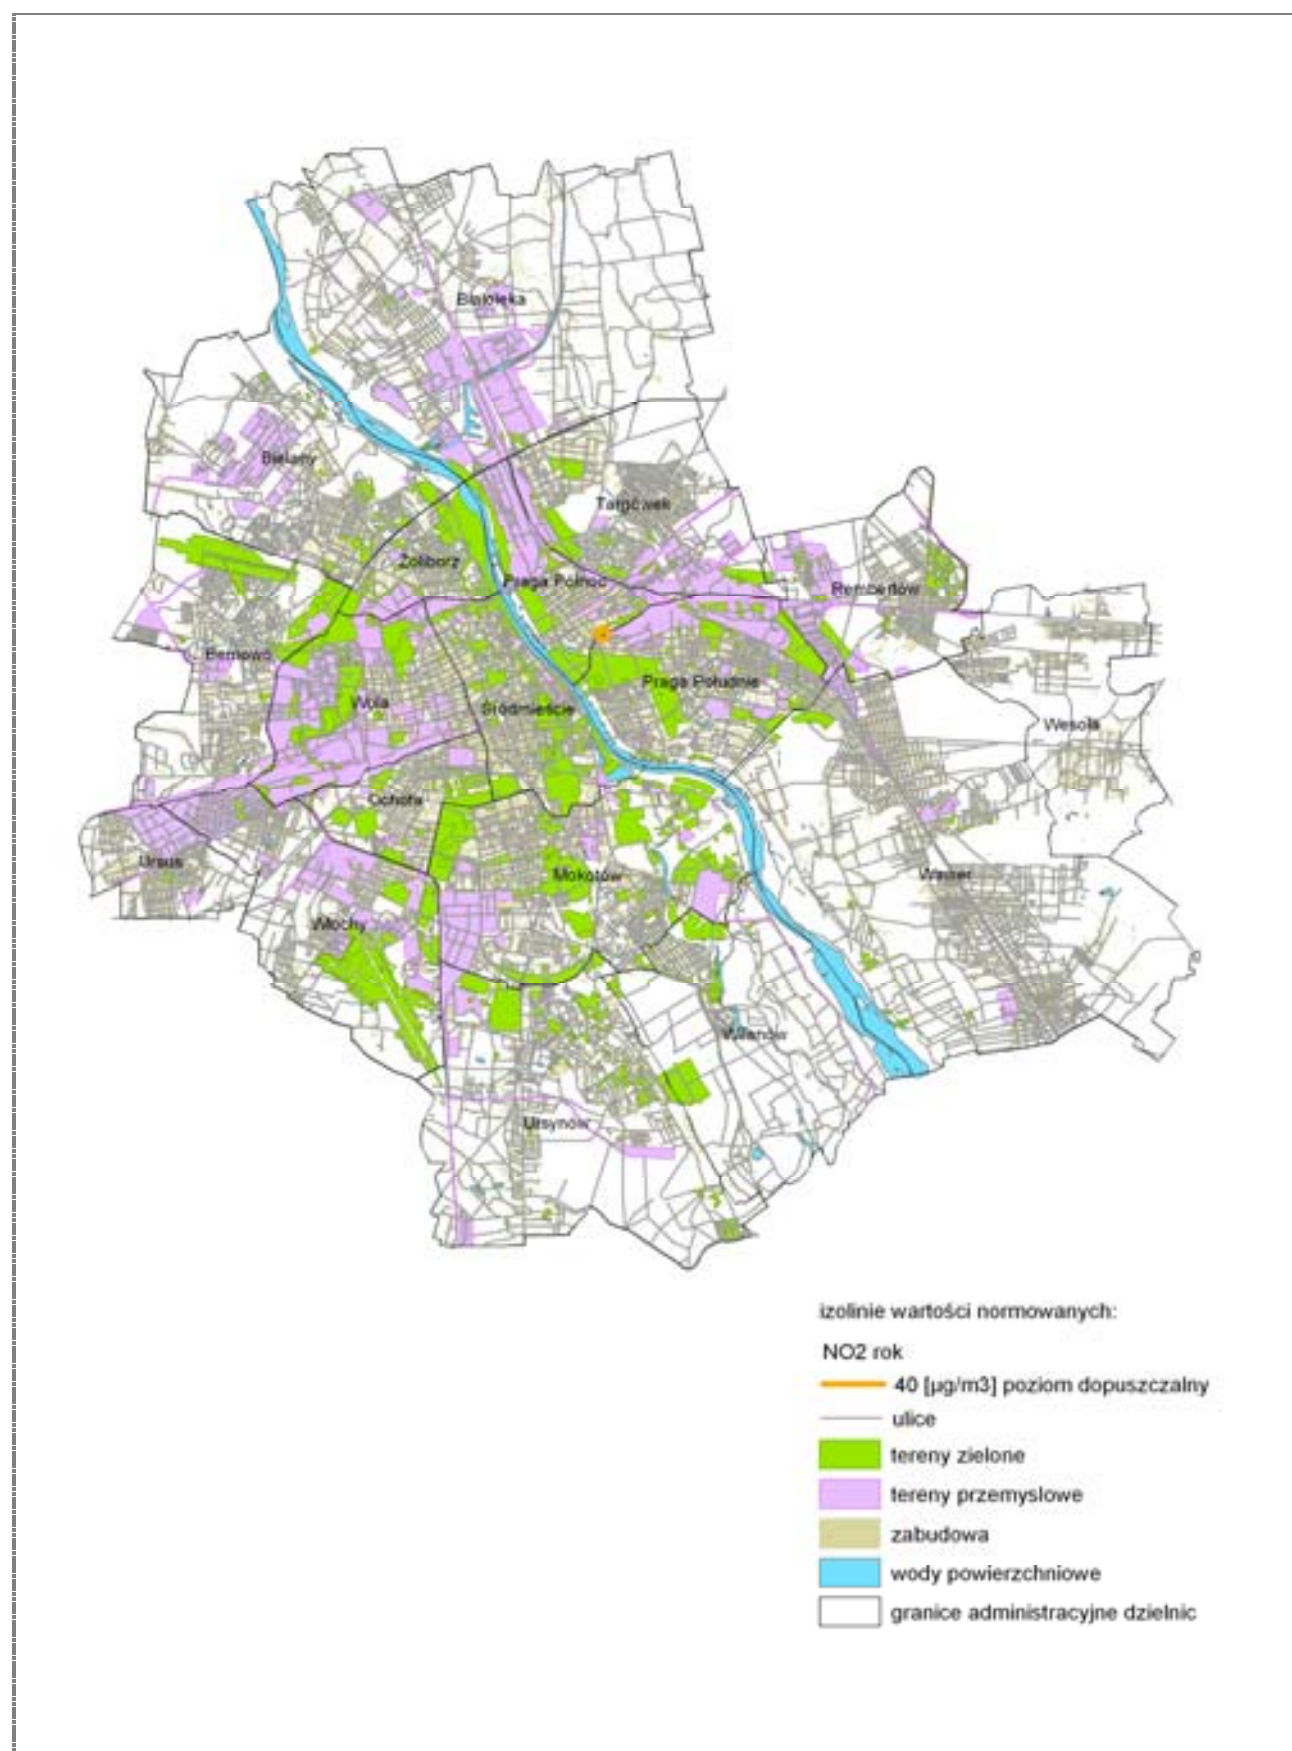 Białołęka
Bielany
Targówek
Żoliborz
Praga Północ
Rembertów
Bemowo
Praga Południe
Wola
Śródmieście
Wesoła
Ochota
Ursus
Mokotów
Wawer
Włochy
Wilanów
Ursynów
izolinie wartości normowanych:
NO2 rok
40 [µg/m3] poziom dopuszczalny
ulice
tereny zielone
tereny przemyslowe
zabudowa
wody powierzchniowe
granice administracyjne dzielnic